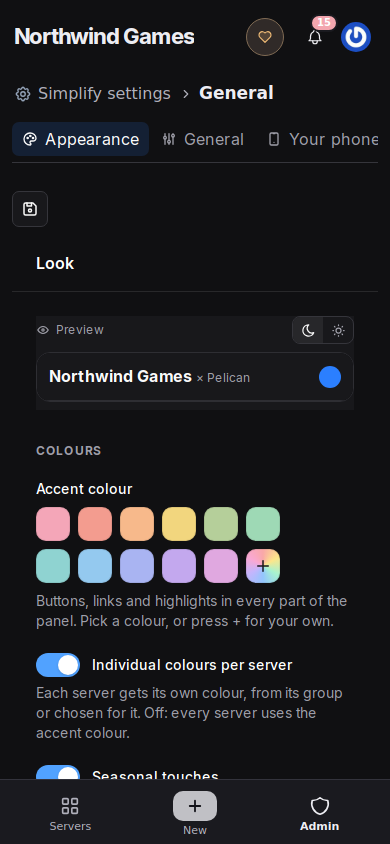 Northwind Games
15
Simplify settings › General
Appearance General Your phone
Look
Preview
Northwind Games × Pelican
COLOURS
Accent colour
+
Buttons, links and highlights in every part of the
panel. Pick a colour, or press + for your own.
Individual colours per server
Each server gets its own colour, from its group
or chosen for it. Off: every server uses the
accent colour.
Seasonal touches
Servers New Admin